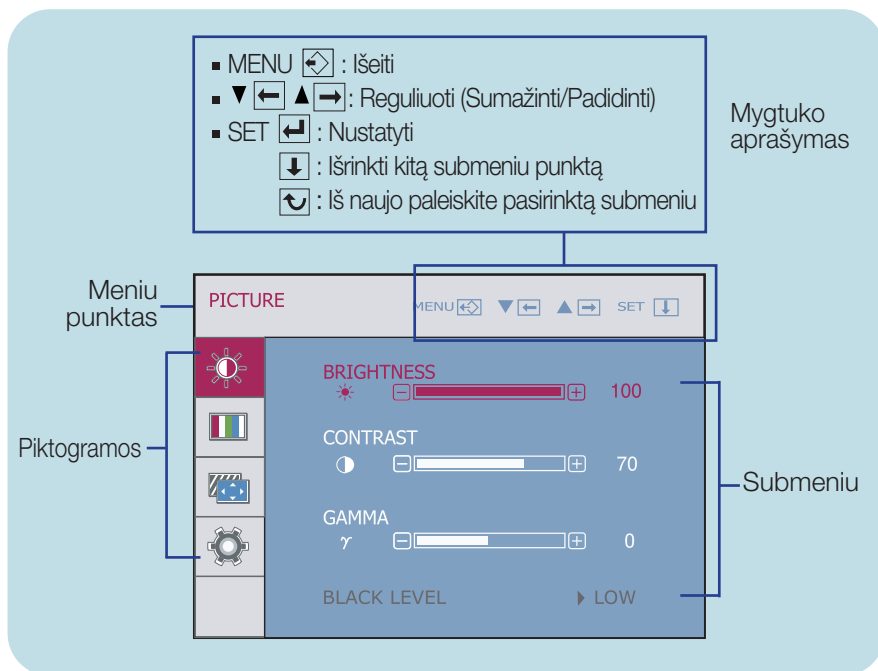 MENU : Išeiti
▼ ← ▲ → : Reguliuoti (Sumažinti/Padidinti)
SET : Nustatyti
: Išrinkti kitą submeniu punktą
: Iš naujo paleiskite pasirinktą submeniu
Mygtuko
aprašymas
Meniu
punktas
PICTURE
MENU ▼ ← ▲ → SET ↓
Piktogramos
BRIGHTNESS
100
CONTRAST
70
GAMMA
γ 0
BLACK LEVEL LOW
Submeniu